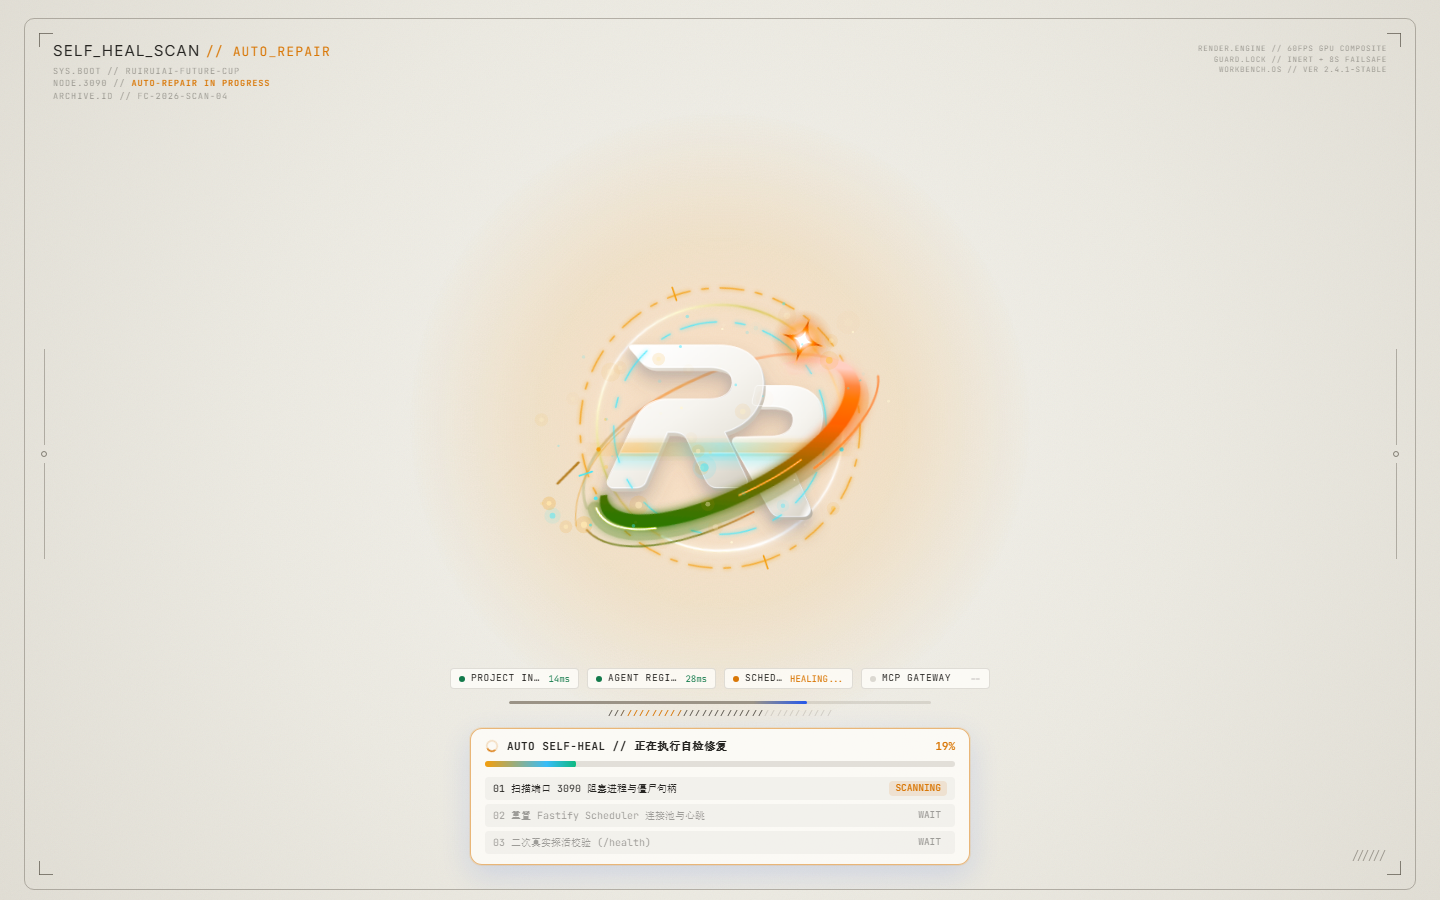 SELF_HEAL_SCAN // AUTO_REPAIR
SYS.BOOT // RUIRUIAI-FUTURE-CUP
NODE.3090 // AUTO-REPAIR IN PROGRESS
ARCHIVE.IO // FC-2026-SCAN-04
RENDER.ENGINE // 60FPS GPU COMPOSITE
GUARD.LOCK // INERT + 8S FAILSAFE
WORKBENCH.OS // VER 2.4.1-STABLE
PROJECT IN… 14ms
AGENT REGI… 28ms
SCHED… HEALING...
MCP GATEWAY --
////////////////////////////////////////
AUTO SELF-HEAL // 正在执行自检修复 19%
01 扫描端口 3090 阻塞进程与僵尸句柄 SCANNING
02 重置 Fastify Scheduler 连接池与心跳 WAIT
03 二次真实探活校验 (/health) WAIT
//////